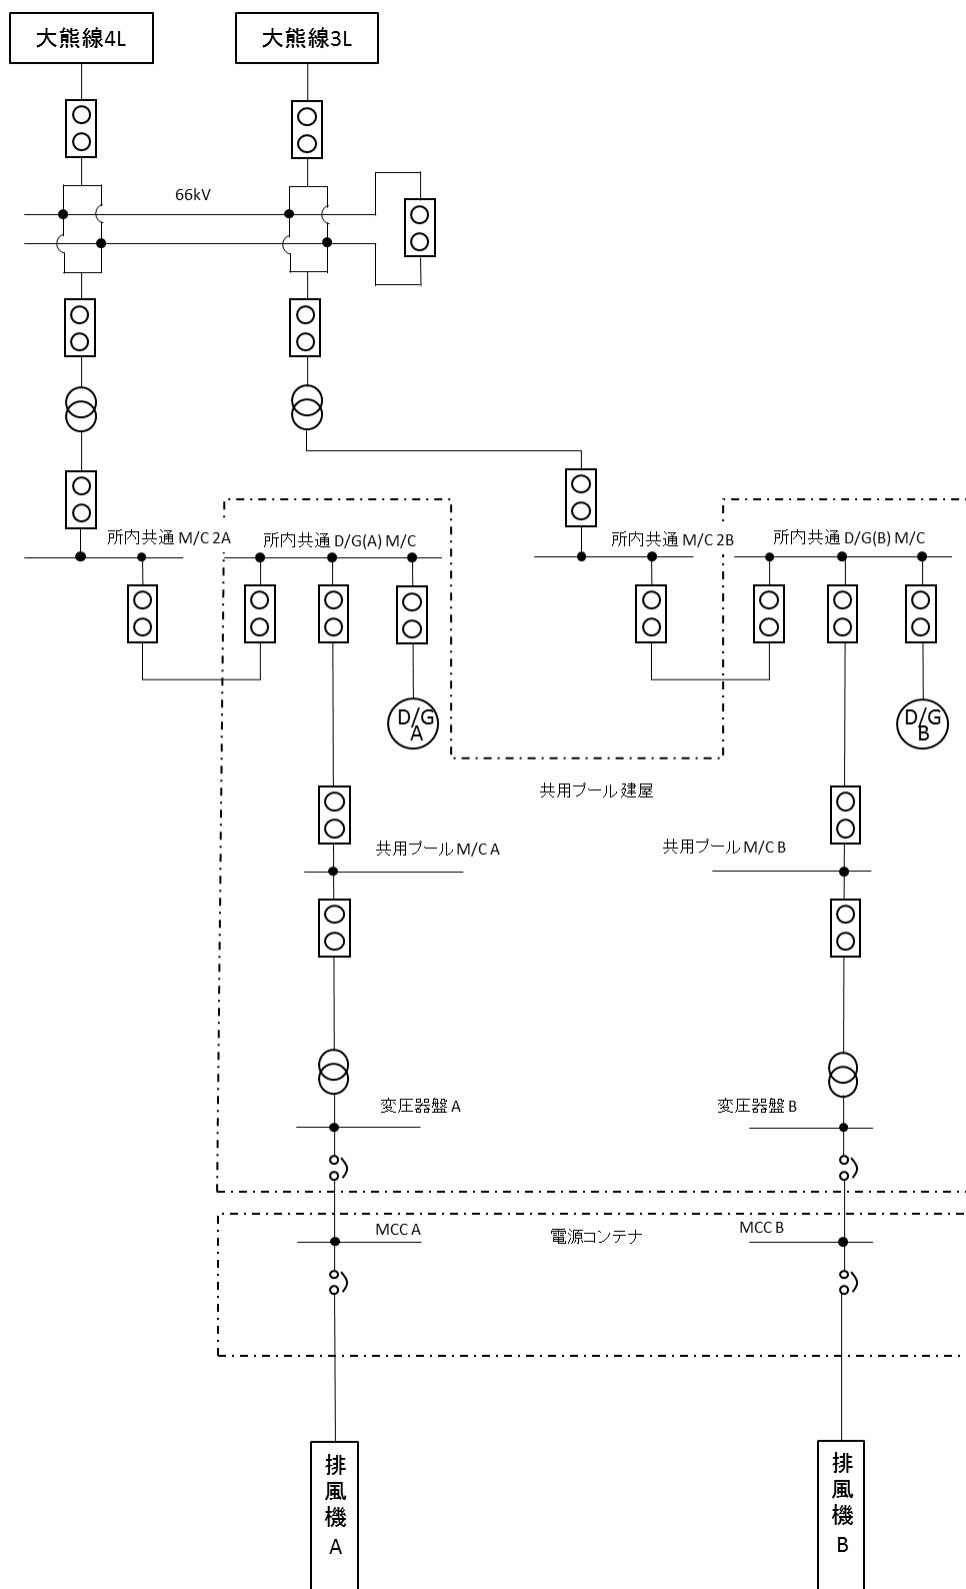 大熊線4L
大熊線3L
66kV
所内共通 M/C 2A
所内共通 D/G(A) M/C
所内共通 M/C 2B
所内共通 D/G(B) M/C
D/G
A
D/G
B
共用プール建屋
共用プール M/C A
共用プール M/C B
変圧器盤 A
変圧器盤 B
MCC A
電源コンテナ
MCC B
排風機A
排風機B